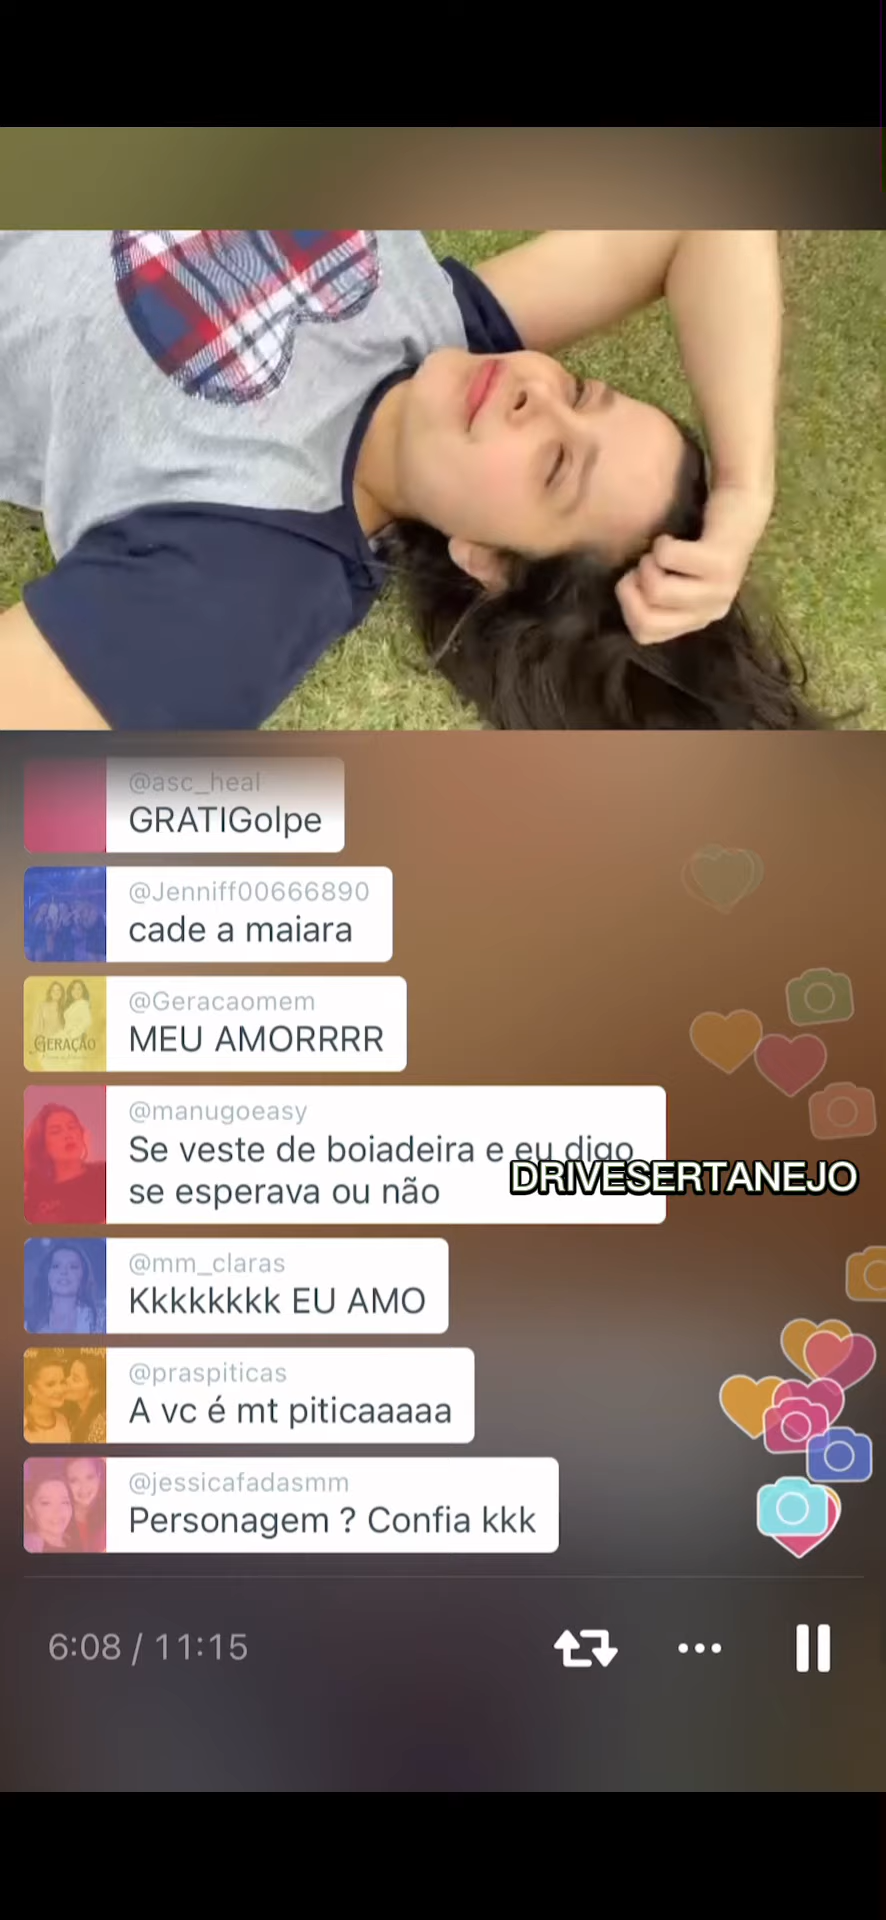 @asc_heal
GRATIGolpe
@Jenniff00666890
cade a maiara
@Geracaomem
GERAÇÃO
MEU AMORRRR
@manugoeasy
Se veste de boiadeira e eu digo
se esperava ou não
DRIVESERTANEJO
@mm_claras
Kkkkkkkk EU AMO
@praspiticas
A vc é mt piticaaaaa
@jessicafadasmm
Personagem ? Confia kkk
6:08 / 11:15